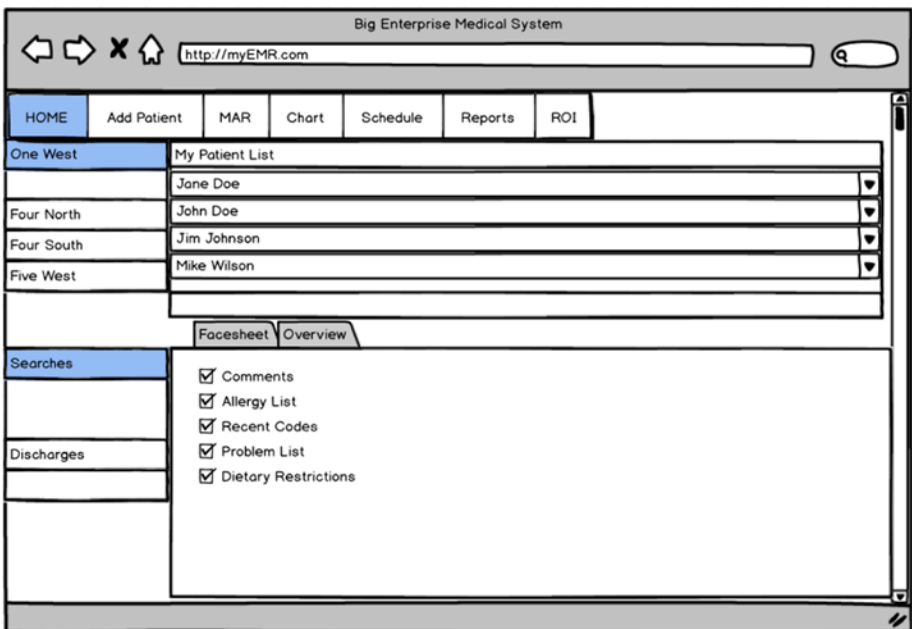 Big Enterprise Medical System
http://myEMR.com
HOME Add Patient MAR Chart Schedule Reports ROI
One West
My Patient List
Jane Doe
Four North
John Doe
Four South
Jim Johnson
Five West
Mike Wilson
Facesheet Overview
Searches
Comments
Allergy List
Recent Codes
Problem List
Discharges
Dietary Restrictions